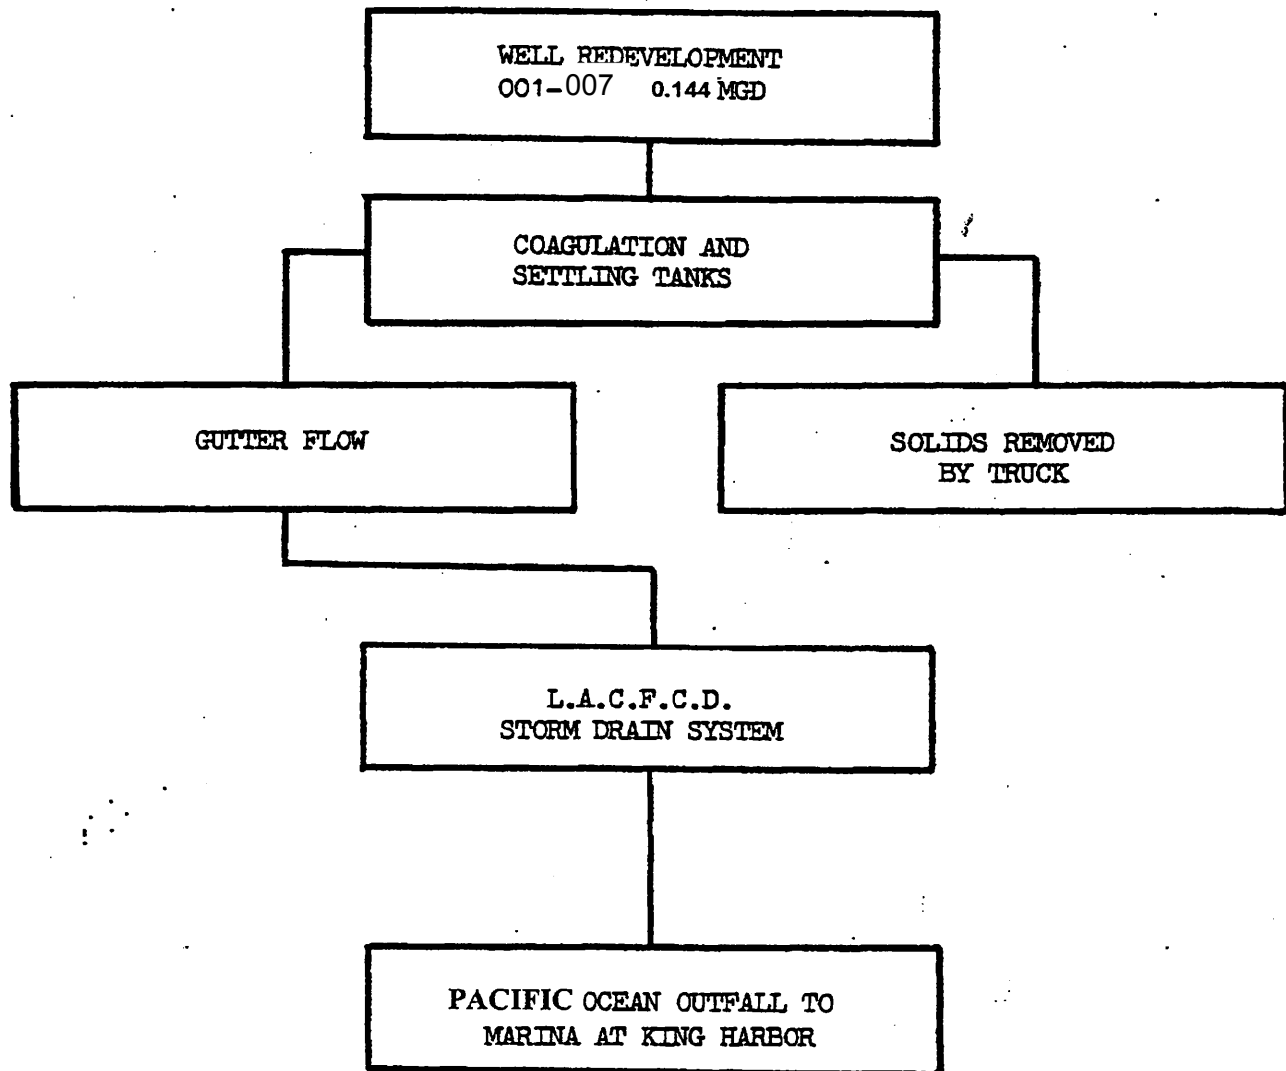 WELL REDEVELOPMENT
001-007 0.144 MGD
COAGULATION AND
SETTLING TANKS
GUTTER FLOW
SOLIDS REMOVED
BY TRUCK
L.A.C.F.C.D.
STORM DRAIN SYSTEM
PACIFIC OCEAN OUTFALL TO
MARINA AT KING HARBOR